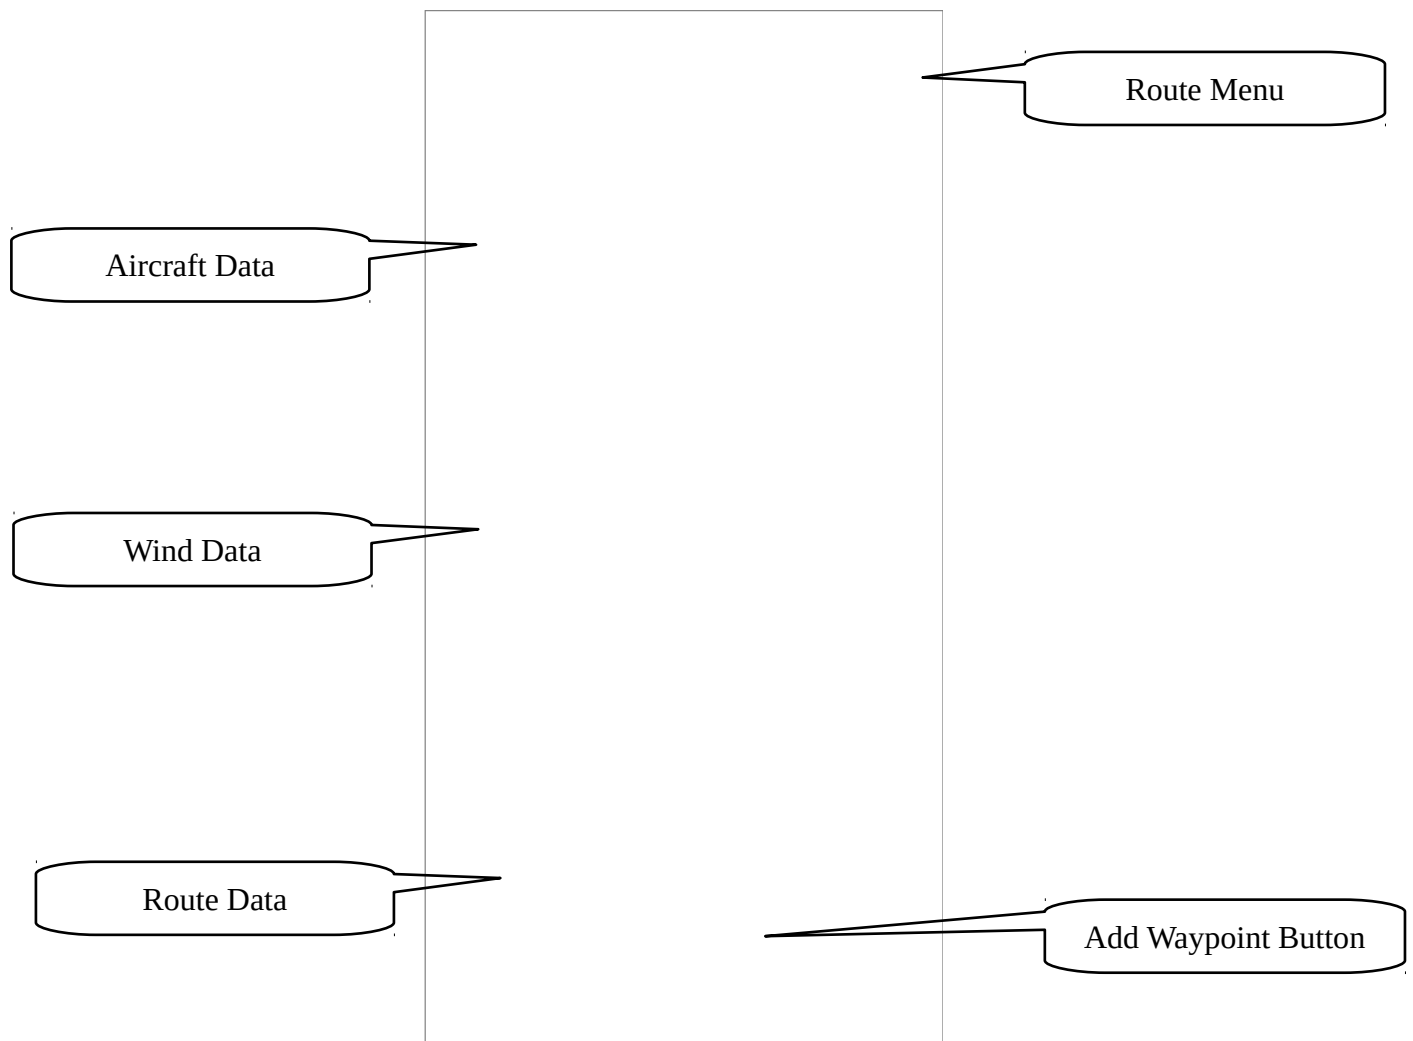 Route Menu
Aircraft Data
Wind Data
Route Data
Add Waypoint Button